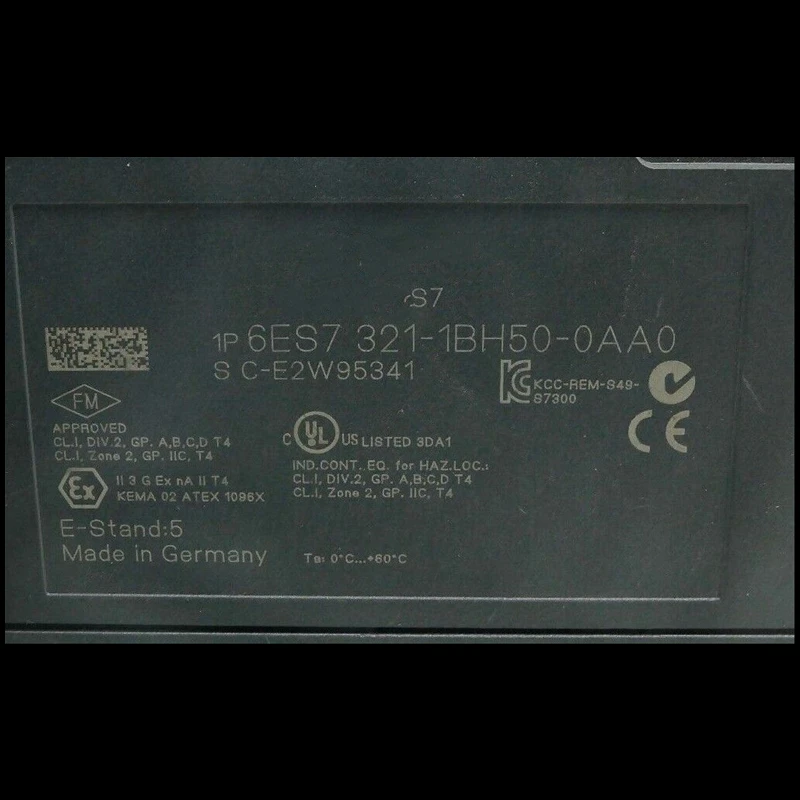 S7
1P 6ES7 321-1BH50-0AA0
S C-E2W95341
KCC-REM-S49-
S7300
FM
APPROVED
CL.I, DIV.2, GP. A,B,C,D T4
CL.I, Zone 2, GP. IIC, T4
C UL US LISTED 3DA1
IND.CONT. EQ. for HAZ.LOC.:
CL.I, DIV.2, GP. A,B,C,D T4
CL.I, Zone 2, GP. IIC, T4
Ex II 3 G Ex nA II T4
KEMA 02 ATEX 1096X
CE
E-Stand:5
Made in Germany
Ta: 0°C...+60°C